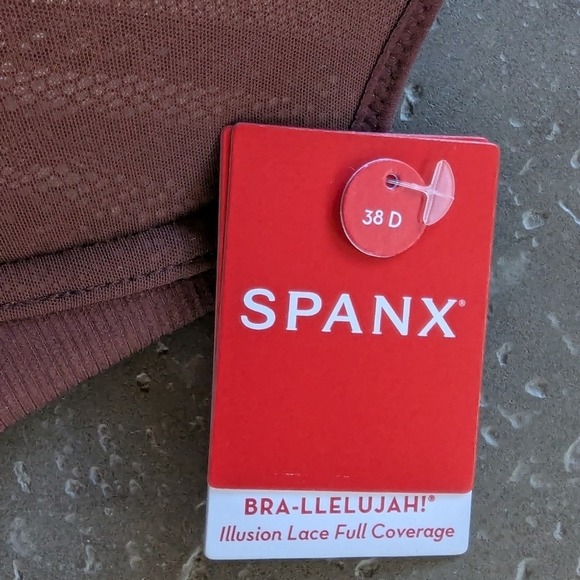 38 D
SPANX®
BRA-LLELUJAH!®
Illusion Lace Full Coverage